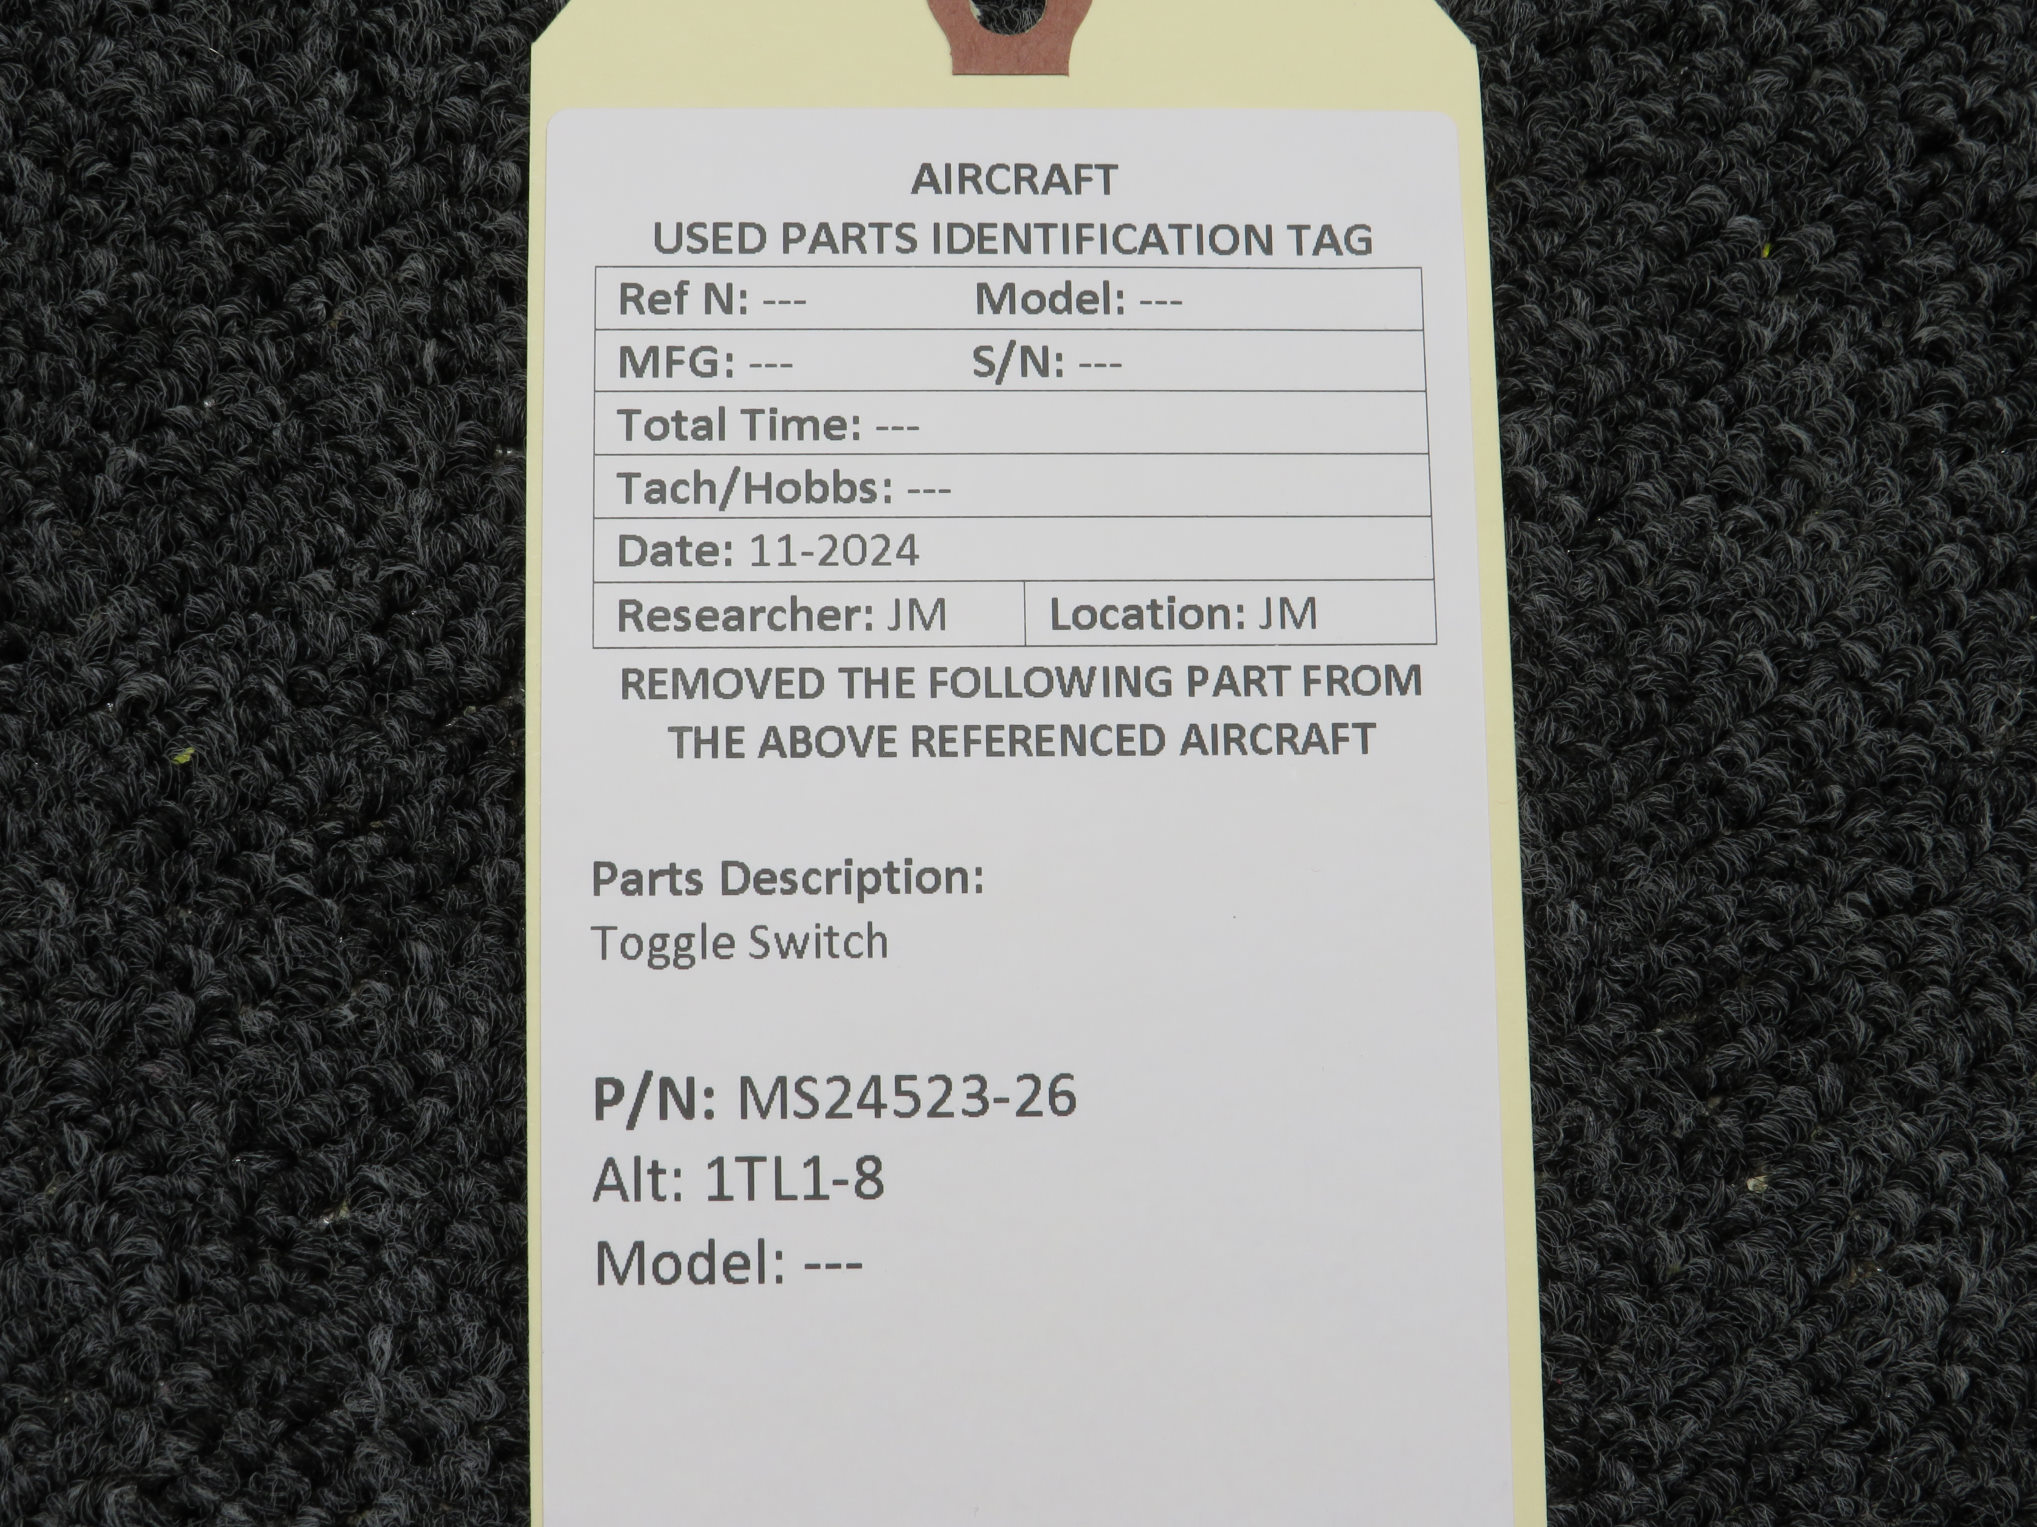 AIRCRAFT
USED PARTS IDENTIFICATION TAG
Ref N: --- Model: ---
MFG: --- S/N: ---
Total Time: ---
Tach/Hobbs: ---
Date: 11-2024
Researcher: JM Location: JM
REMOVED THE FOLLOWING PART FROM
THE ABOVE REFERENCED AIRCRAFT
Parts Description:
Toggle Switch
P/N: MS24523-26
Alt: 1TL1-8
Model: ---